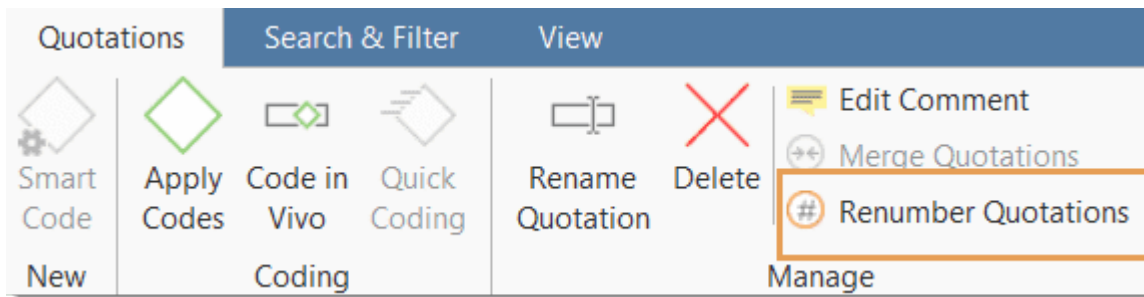 Quotations Search & Filter View
Smart Code
Apply Codes
Code in Vivo
Quick Coding
Rename Quotation
Delete
Edit Comment
Merge Quotations
# Renumber Quotations
New Coding Manage